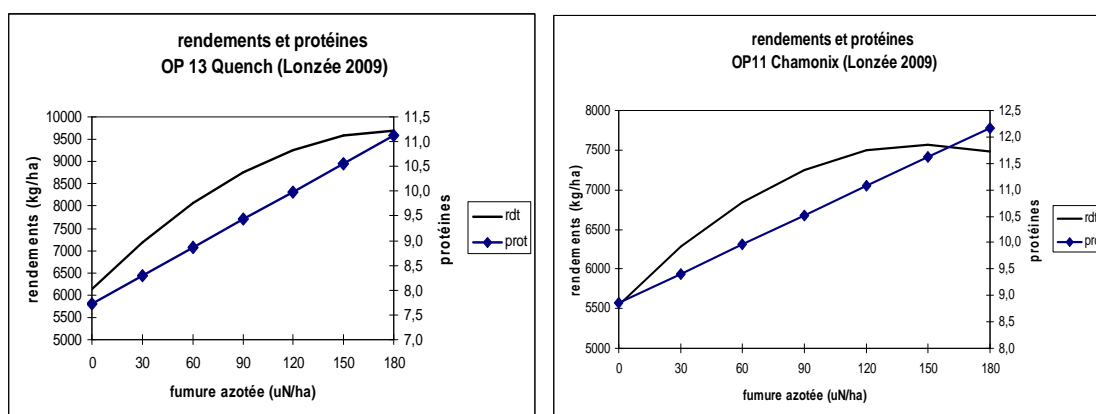 rendements et protéines
OP 13 Quench (Lonzée 2009)
rendements (kg/ha)
10000
9500
9000
8500
8000
7500
7000
6500
6000
5500
5000
11,5
11,0
10,5
10,0
9,5
9,0
8,5
8,0
7,5
7,0
protéines
rdt
prot
0 30 60 90 120 150 180
fumure azotée (uN/ha)
rendements et protéines
OP11 Chamonix (Lonzée 2009)
rendements (kg/ha)
8000
7500
7000
6500
6000
5500
5000
12,5
12,0
11,5
11,0
10,5
10,0
9,5
9,0
8,5
8,0
protéines
rdt
pro
0 30 60 90 120 150 180
fumure azotée (uN/ha)